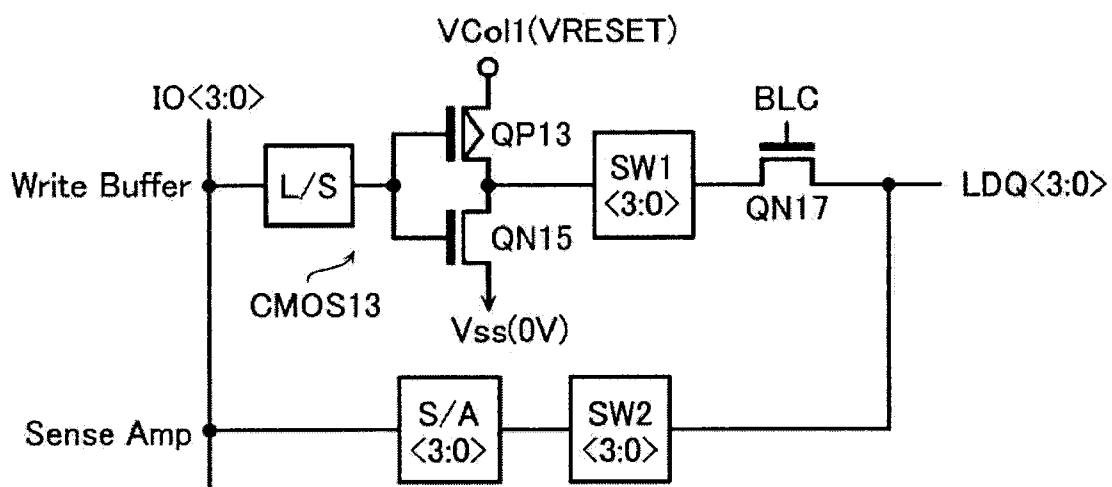 VCol1(VRESET)
IO<3:0>
BLC
QP13
Write Buffer
L/S
SW1
<3:0>
LDQ<3:0>
QN17
QN15
CMOS13
Vss(0V)
Sense Amp
S/A
<3:0>
SW2
<3:0>